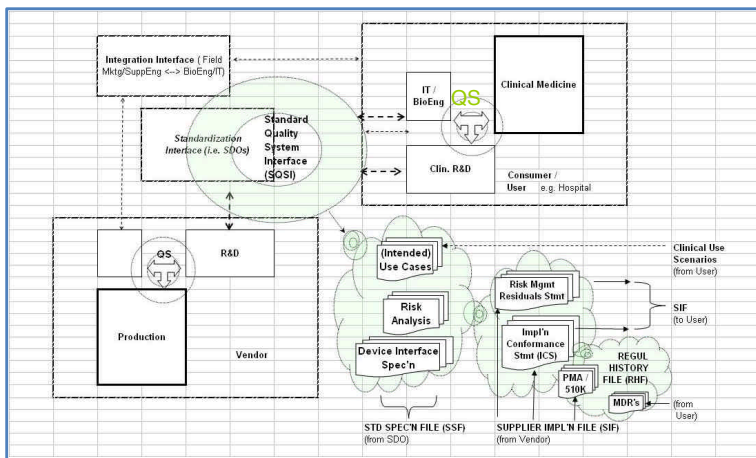 Integration Interface ( Field
Mktg/SuppEng <--> BioEng/IT)
IT /
BioEng
QS
Clinical Medicine
Standardization
Interface (i.e. SDOs)
Standard
Quality
System
Interface
(SQSI)
Clin. R&D
Consumer /
User e.g. Hospital
QS
R&D
Production
Vendor
(Intended)
Use Cases
Risk
Analysis
Device Interface
Spec'n
Clinical Use
Scenarios
(from User)
Risk Mgmt
Residuals Stmt
Impl'n
Conformance
Stmt (ICS)
SIF
(to User)
REGUL
HISTORY
FILE (RHF)
PMA /
510K
MDR's
(from
User)
STD SPEC'N FILE (SSF)
(from SDO)
SUPPLIER IMPL'N FILE (SIF)
(from Vendor)